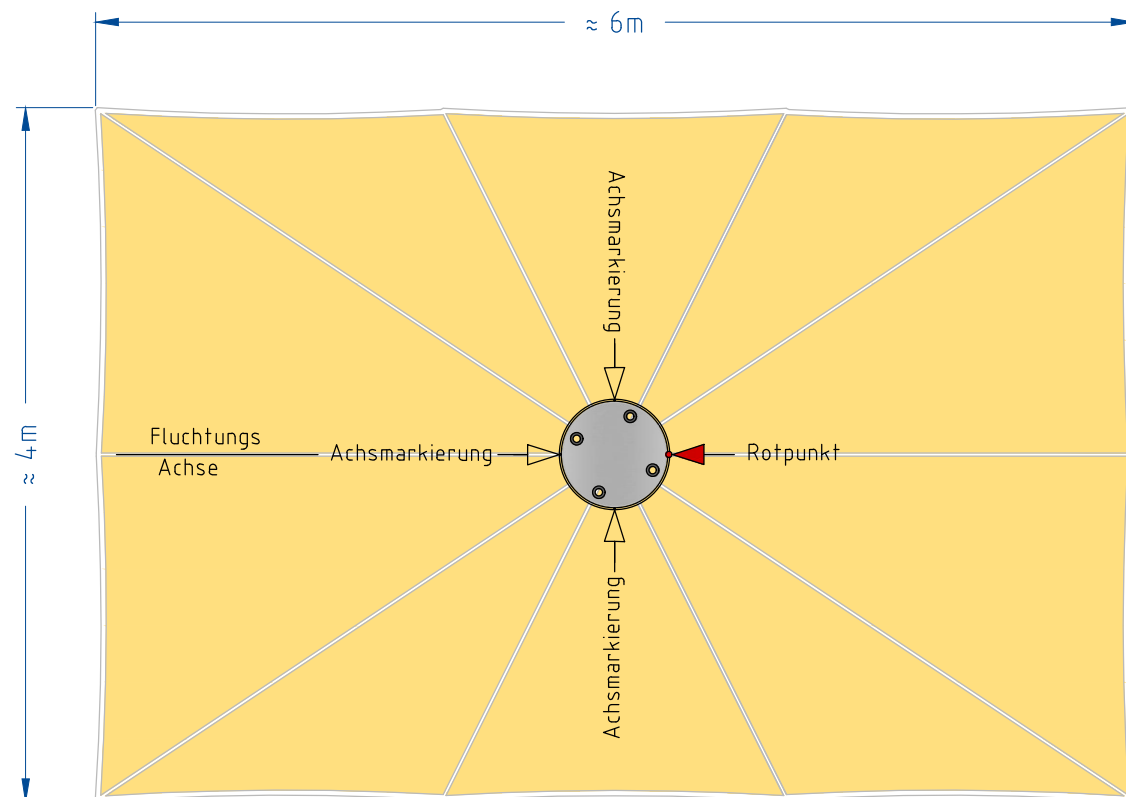 ≈ 6m
Achsmarkierung
Fluchtungs
Achse
Achsmarkierung
Rotpunkt
≈ 4m
Achsmarkierung